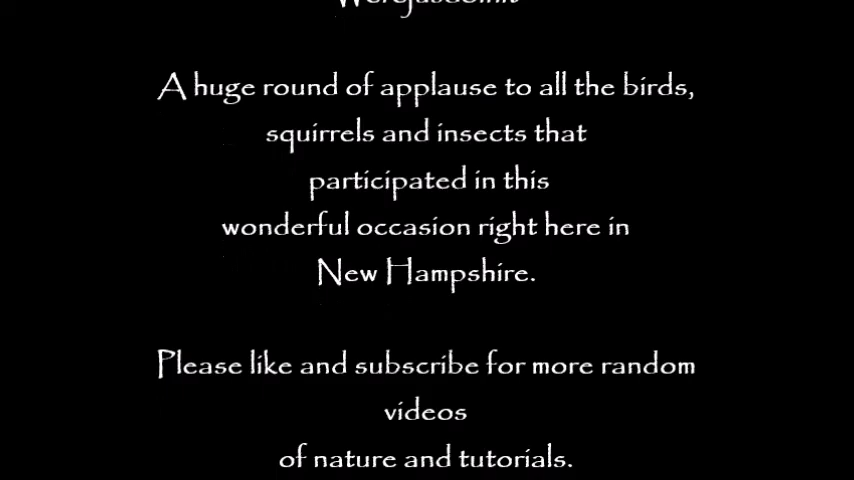 A huge round of applause to all the birds,
squirrels and insects that
participated in this
wonderful occasion right here in
New Hampshire.
Please like and subscribe for more random
videos
of nature and tutorials.